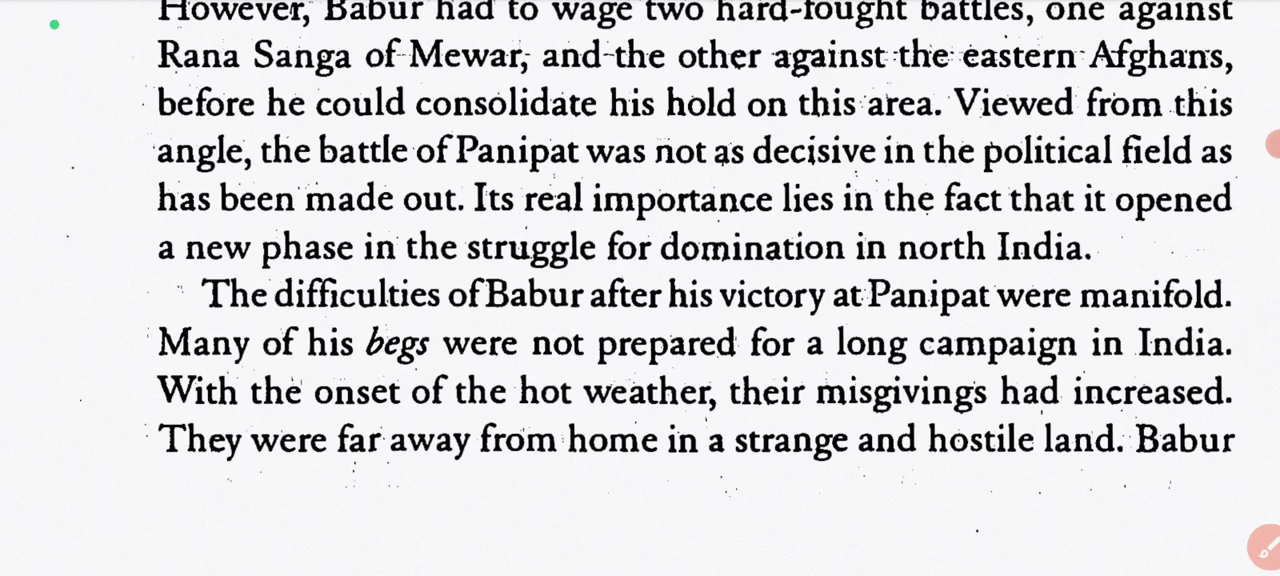 However, Babur had to wage two hard-fought battles, one against
Rana Sanga of Mewar, and the other against the eastern Afghans,
before he could consolidate his hold on this area. Viewed from this
angle, the battle of Panipat was not as decisive in the political field as
has been made out. Its real importance lies in the fact that it opened
a new phase in the struggle for domination in north India.
The difficulties of Babur after his victory at Panipat were manifold.
Many of his begs were not prepared for a long campaign in India.
With the onset of the hot weather, their misgivings had increased.
They were far away from home in a strange and hostile land. Babur